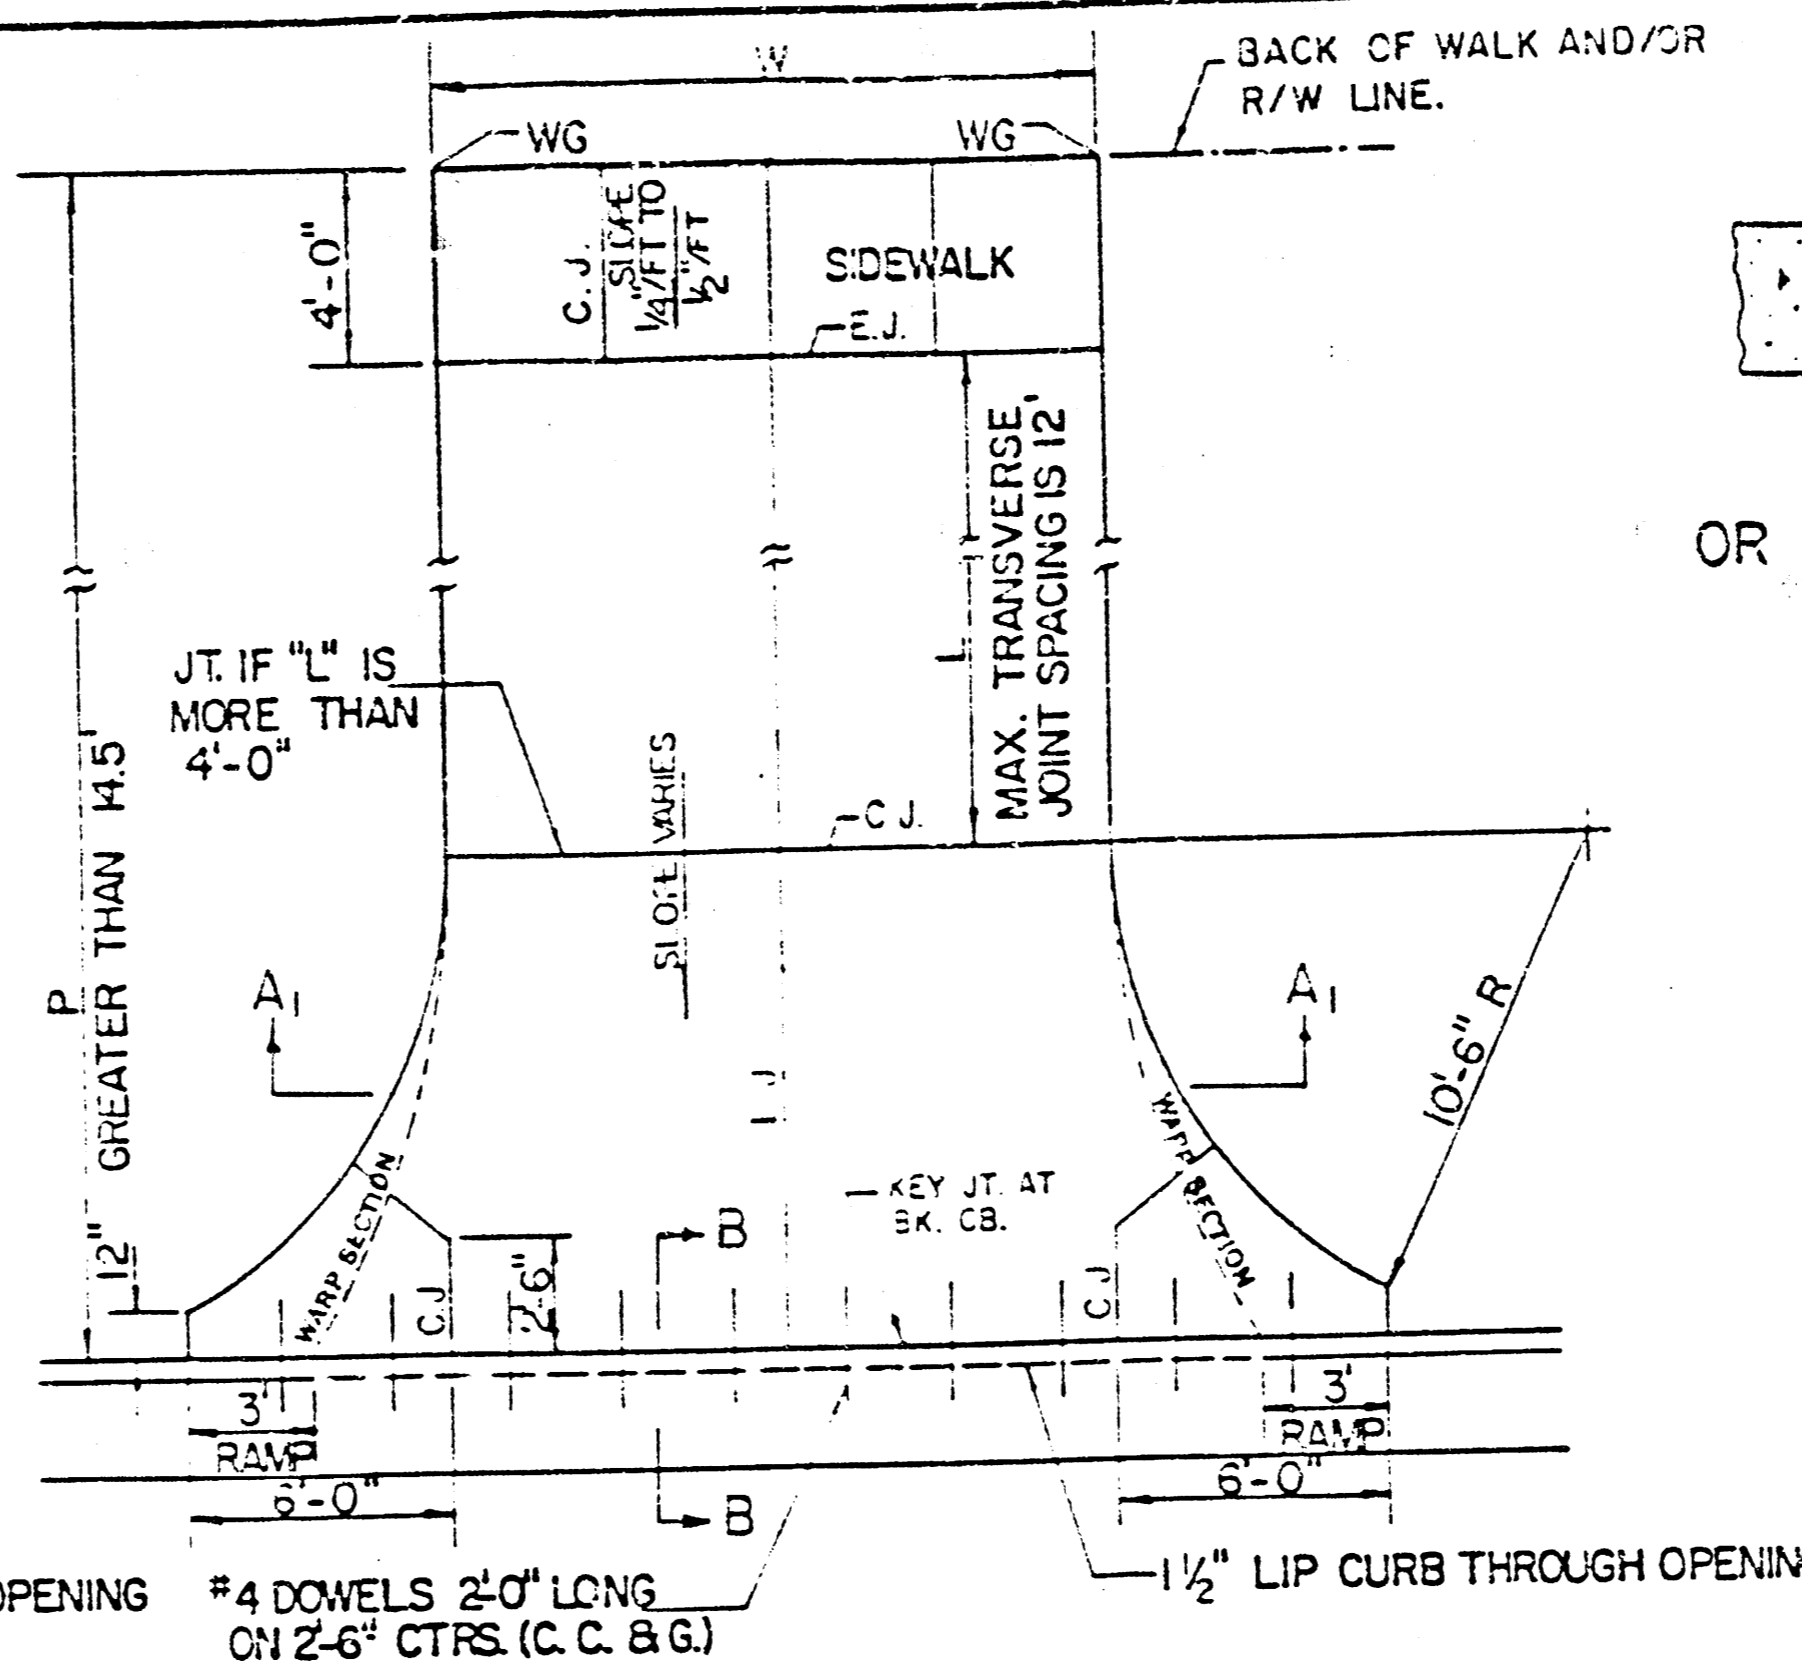 W
BACK OF WALK AND/OR
R/W LINE.
WG
WG
4'-0"
C.J.
SLOPE
1/4"/FT TO
1/2"/FT
SIDEWALK
E.J.
OR
L
MAX. TRANSVERSE
JOINT SPACING IS 12'
JT. IF "L" IS
MORE THAN
4'-0"
SLOPE VARIES
C.J.
P
GREATER THAN 14.5'
A1
A1
10'-6" R
WARP SECTION
WARP SECTION
KEY JT. AT
BK. CB.
B
12"
C.J
2'-6"
C.J
3'
RAMP
6'-0"
3'
RAMP
6'-0"
B
OPENING
#4 DOWELS 2'-0" LONG
ON 2'-6" CTRS. (C. C. & G.)
1 1/2" LIP CURB THROUGH OPENIN